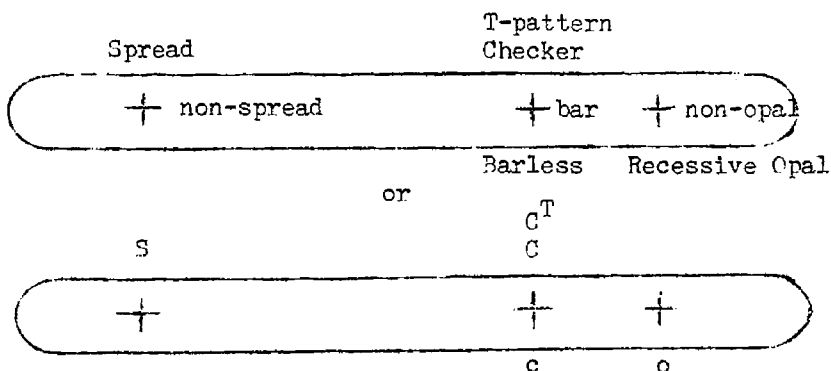 T-pattern
Spread Checker
+ non-spread + bar + non-opal
Barless Recessive Opal
or
C^T
S C
+ + +
c o